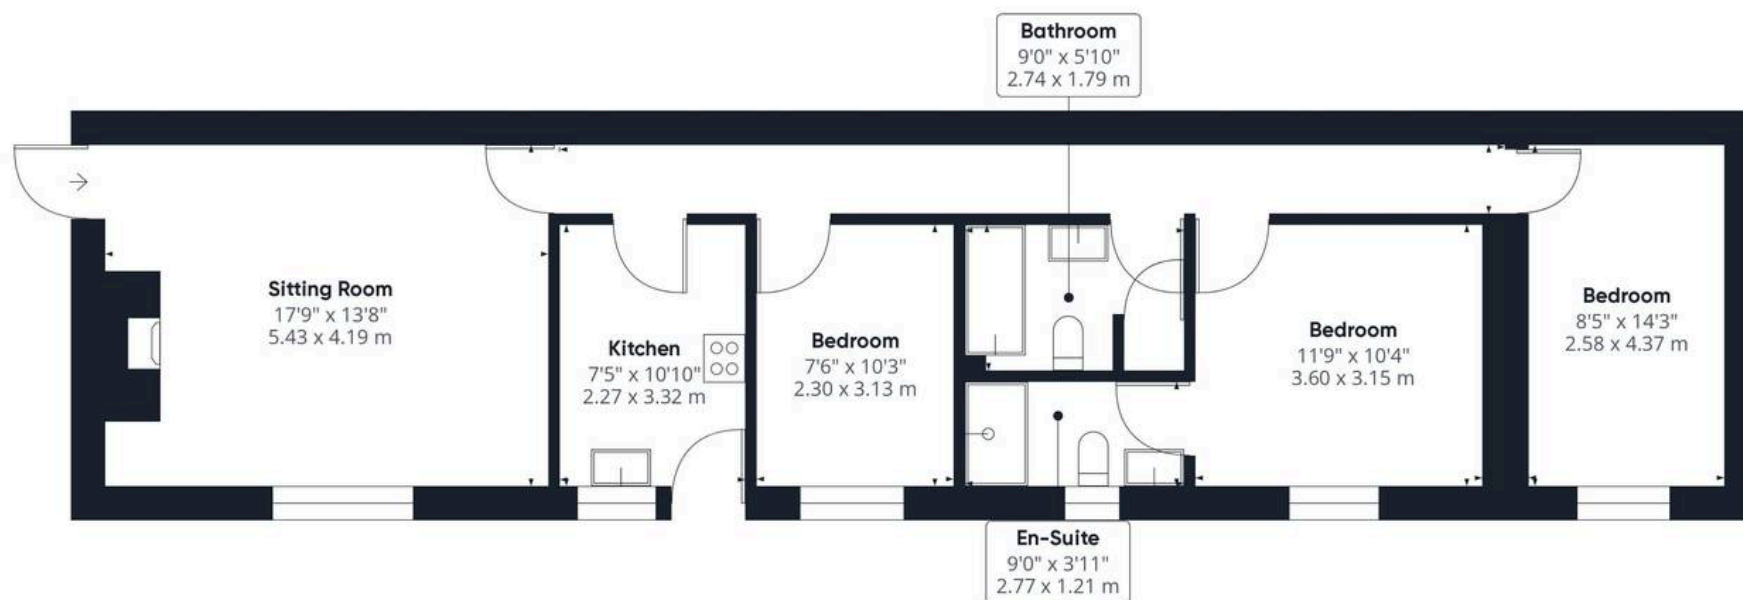 Bathroom
9'0" x 5'10"
2.74 x 1.79 m
Sitting Room
17'9" x 13'8"
5.43 x 4.19 m
Kitchen
7'5" x 10'10"
2.27 x 3.32 m
Bedroom
7'6" x 10'3"
2.30 x 3.13 m
Bedroom
11'9" x 10'4"
3.60 x 3.15 m
Bedroom
8'5" x 14'3"
2.58 x 4.37 m
En-Suite
9'0" x 3'11"
2.77 x 1.21 m